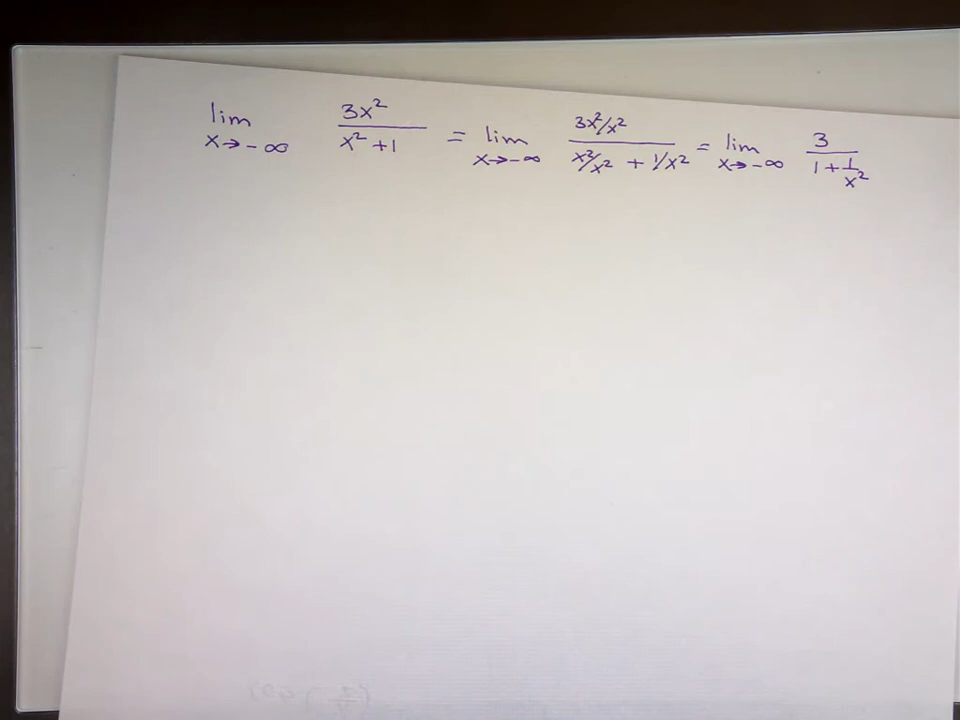 lim x→-∞ 3x²/(x²+1) = lim x→-∞ (3x²/x²)/(x²/x² + 1/x²) = lim x→-∞ 3/(1+1/x²)